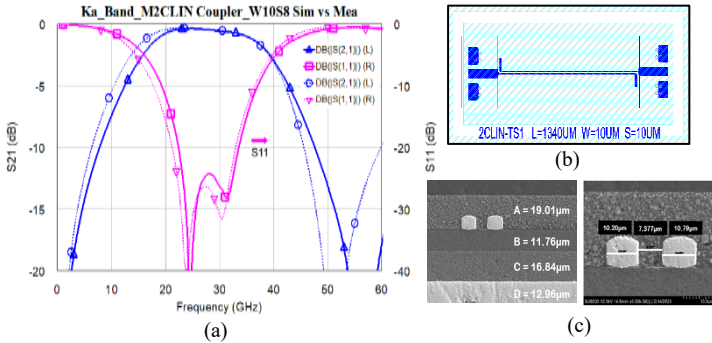 Ka_Band_M2CLIN Coupler_W10S8 Sim vs Mea
(a)
0
-5
-10
-15
-20
S21 (dB)
0
-10
-20
-30
-40
S11 (dB)
DB(|S(2,1)|) (L)
DB(|S(1,1)|) (R)
DB(|S(2,1)|) (L)
DB(|S(1,1)|) (R)
S11
0 20 40 60
Frequency (GHz)
(a)
2CLIN-TS1 L=1340UM W=10UM S=10UM
(b)
A = 19.01µm
B = 11.76µm
C = 16.84µm
D = 12.96µm
10.20µm 7.377µm 10.79µm
(c)